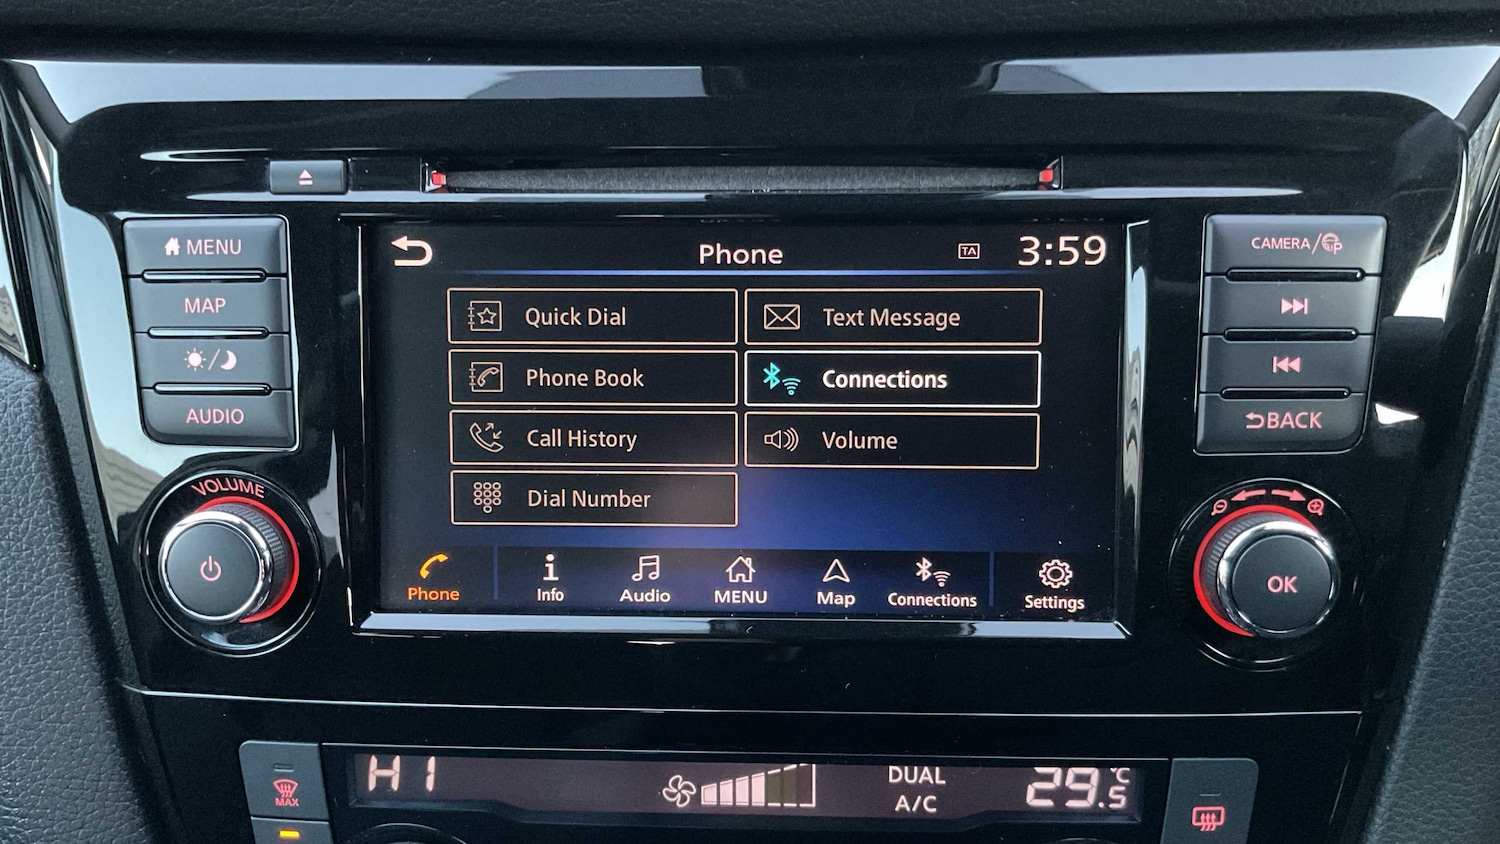 MENU
MAP
AUDIO
VOLUME
Phone
TA
3:59
Quick Dial
Text Message
Phone Book
Connections
Call History
Volume
Dial Number
Phone
Info
Audio
MENU
Map
Connections
Settings
CAMERA/
BACK
OK
MAX
HI
DUAL
A/C
29.5°C